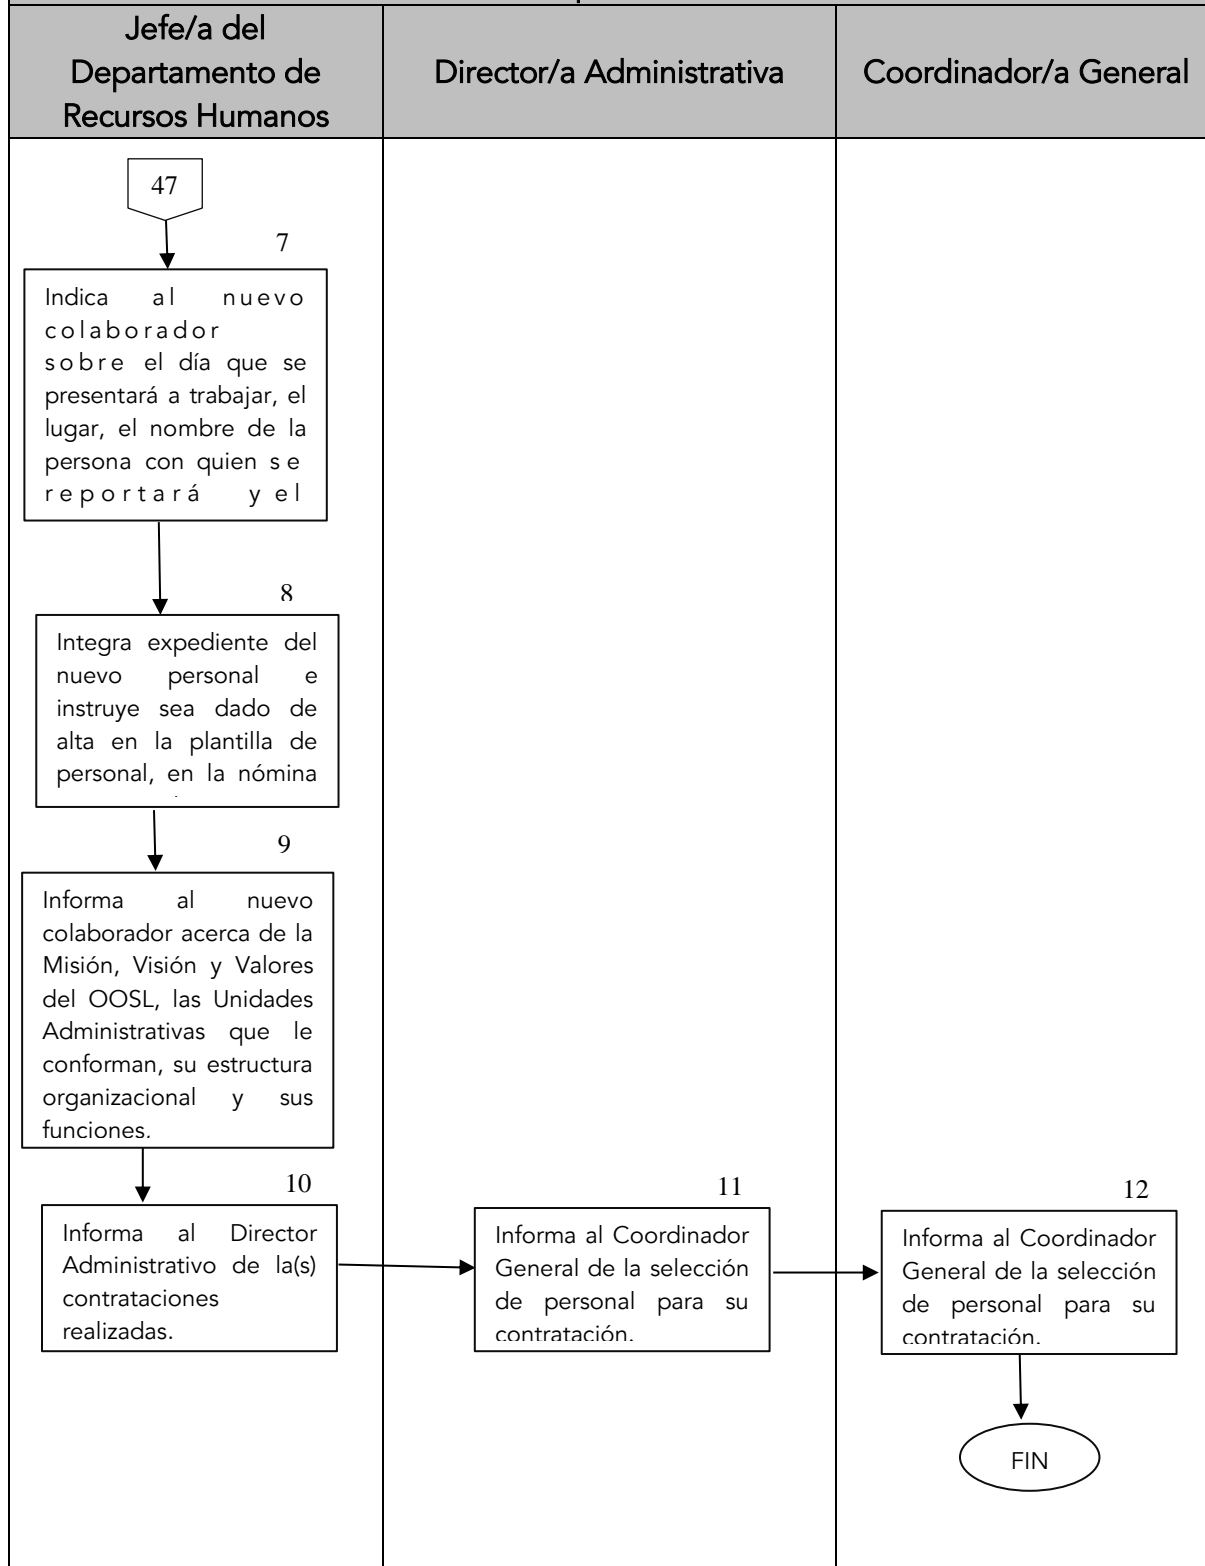 Jefe/a del
Departamento de
Recursos Humanos
Director/a Administrativa
Coordinador/a General
47
7
Indica al nuevo
colaborador
sobre el día que se
presentará a trabajar, el
lugar, el nombre de la
persona con quien se
reportará y el
8
Integra expediente del
nuevo personal e
instruye sea dado de
alta en la plantilla de
personal, en la nómina
9
Informa al nuevo
colaborador acerca de la
Misión, Visión y Valores
del OOSL, las Unidades
Administrativas que le
conforman, su estructura
organizacional y sus
funciones.
10
Informa al Director
Administrativo de la(s)
contrataciones
realizadas.
11
Informa al Coordinador
General de la selección
de personal para su
contratación.
12
Informa al Coordinador
General de la selección
de personal para su
contratación.
FIN